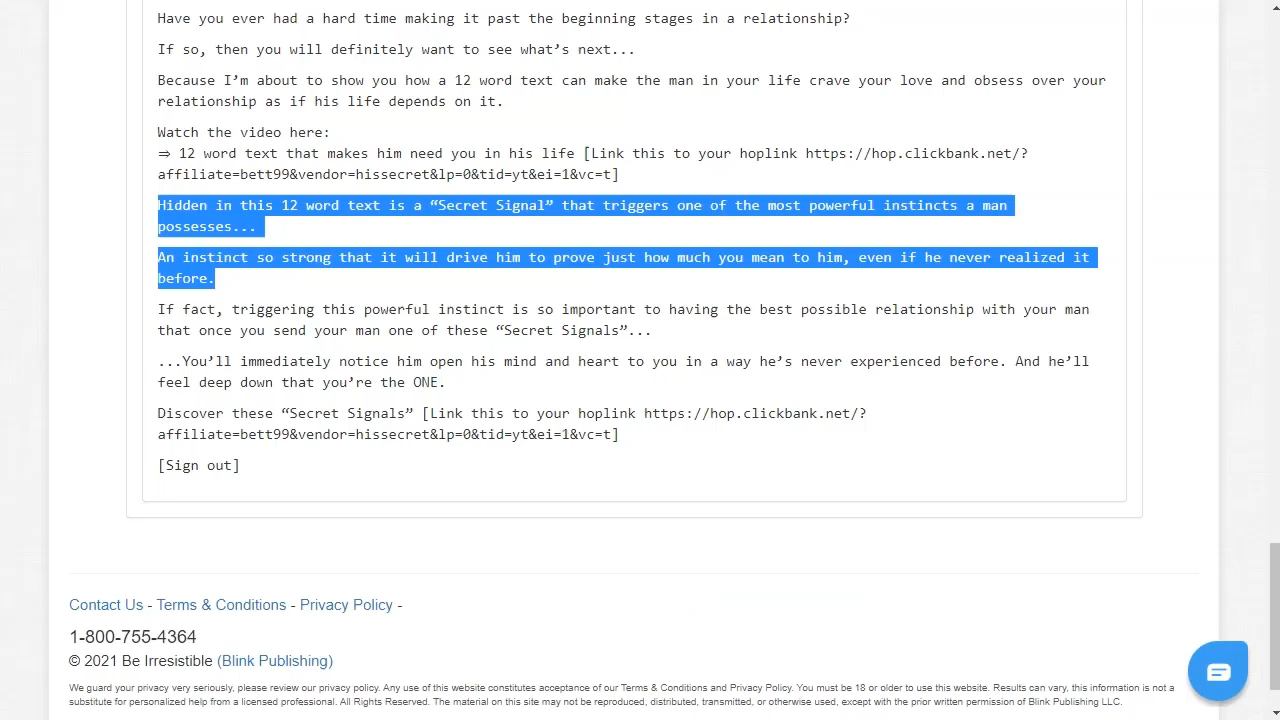 Have you ever had a hard time making it past the beginning stages in a relationship?
If so, then you will definitely want to see what’s next...
Because I’m about to show you how a 12 word text can make the man in your life crave your love and obsess over your
relationship as if his life depends on it.
Watch the video here:
⇒ 12 word text that makes him need you in his life [Link this to your hoplink https://hop.clickbank.net/?
affiliate=bett99&vendor=hissecret&lp=0&tid=yt&ei=1&vc=t]
Hidden in this 12 word text is a “Secret Signal” that triggers one of the most powerful instincts a man
possesses...
An instinct so strong that it will drive him to prove just how much you mean to him, even if he never realized it
before.
If fact, triggering this powerful instinct is so important to having the best possible relationship with your man
that once you send your man one of these “Secret Signals”...
...You’ll immediately notice him open his mind and heart to you in a way he’s never experienced before. And he’ll
feel deep down that you’re the ONE.
Discover these “Secret Signals” [Link this to your hoplink https://hop.clickbank.net/?
affiliate=bett99&vendor=hissecret&lp=0&tid=yt&ei=1&vc=t]
[Sign out]
Contact Us - Terms & Conditions - Privacy Policy -
1-800-755-4364
© 2021 Be Irresistible (Blink Publishing)
We guard your privacy very seriously, please review our privacy policy. Any use of this website constitutes acceptance of our Terms & Conditions and Privacy Policy. You must be 18 or older to use this website. Results can vary, this information is not a
substitute for personalized help from a licensed professional. All Rights Reserved. The material on this site may not be reproduced, distributed, transmitted, or otherwise used, except with the prior written permission of Blink Publishing LLC.